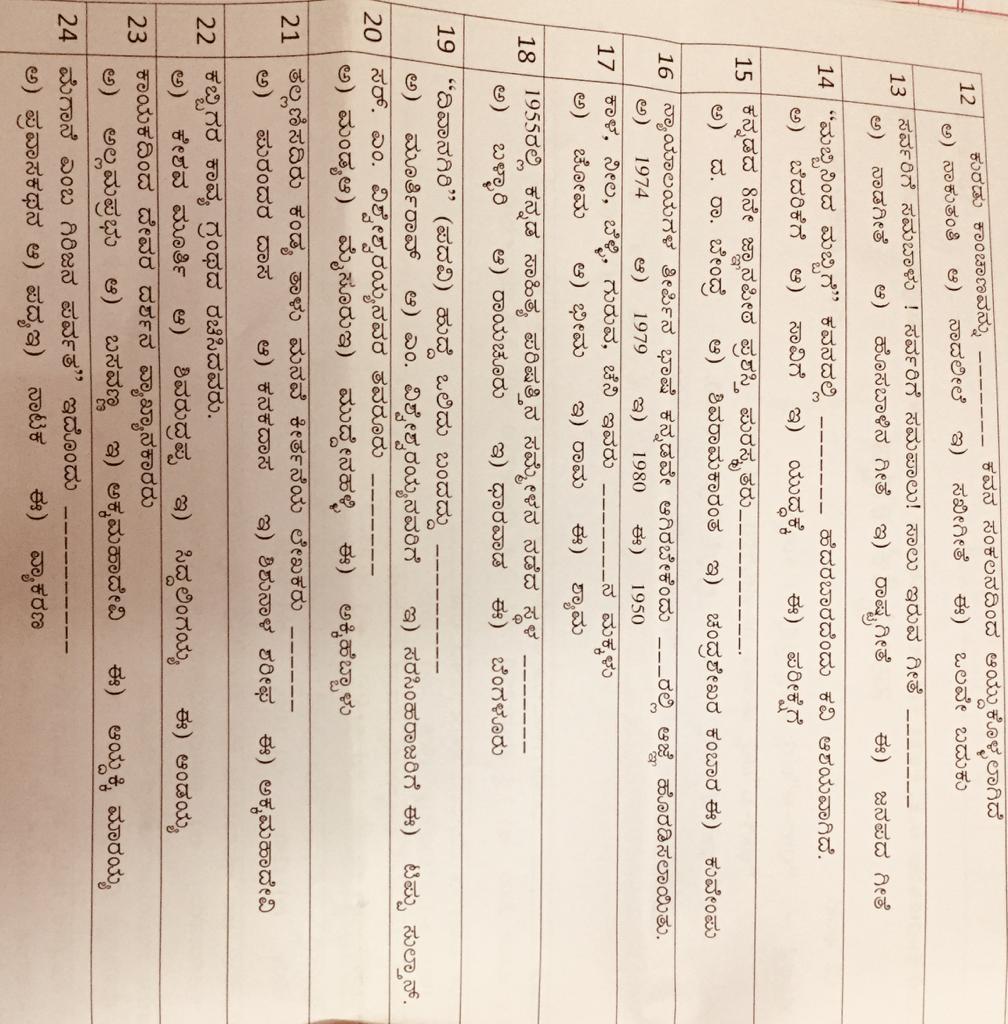 12 ಕುರಡು ಕಾಂಚಾಣವನ್ನು _______ ಕವನ ಸಂಕಲನದಿಂದ ಆಯ್ದುಕೊಳ್ಳಲಾಗಿದೆ
ಅ) ನಾಕುತಂತಿ ಆ) ನಾದಲೀಲೆ ಇ) ಸಖೀಗೀತೆ ಈ) ಒಲವೇ ಬದುಕು
13 ಸರ್ವರಿಗೆ ಸಮಬಾಳು ! ಸರ್ವರಿಗೆ ಸಮಪಾಲು! ಸಾಲು ಇರುವ ಗೀತೆ _______
ಅ) ನಾಡಗೀತೆ ಆ) ಹೊಸಬಾಳಿನ ಗೀತೆ ಇ) ರಾಷ್ಟ್ರಗೀತೆ ಈ) ಜನಪದ ಗೀತೆ
14 “ಮಬ್ಬಿನಿಂದ ಮಬ್ಬಿಗೆ” ಕವನದಲ್ಲಿ _______ ಹೆದರಬಾರದೆಂದು ಕವಿ ಆಶಯವಾಗಿದೆ.
ಅ) ಬೆದರಿಕೆಗೆ ಆ) ಸಾವಿಗೆ ಇ) ಯುದ್ಧಕ್ಕೆ ಈ) ಪರೀಕ್ಷೆಗೆ
15 ಕನ್ನಡದ 8ನೇ ಜ್ಞಾನಪೀಠ ಪ್ರಶಸ್ತಿ ಪುರಸ್ಕೃತರು__________.
ಅ) ದ. ರಾ. ಬೇಂದ್ರೆ ಆ) ಶಿವರಾಮಕಾರಂತ ಇ) ಚಂದ್ರಶೇಖರ ಕಂಬಾರ ಈ) ಕುವೇಂಪು
16 ನ್ಯಾಯಾಲಯಗಳ ತೀರ್ಪಿನ ಭಾಷೆ ಕನ್ನಡವೇ ಆಗಿರಬೇಕೆಂದು ___ರಲ್ಲಿ ಆಜ್ಞೆ ಹೊರಡಿಸಲಾಯಿತು.
ಅ) 1974 ಆ) 1979 ಇ) 1980 ಈ) 1950
17 ಕಾಳ, ನೀಲ, ಬೆಳ್ಳಿ, ಗುರುವ, ಚೆನಿ ಇವರು _______ನ ಮಕ್ಕಳು
ಅ) ಚೋಮ ಆ) ಭೀಮ ಇ) ರಾಮ ಈ) ಶ್ಯಾಮ
18 1955ರಲ್ಲಿ ಕನ್ನಡ ಸಾಹಿತ್ಯ ಪರಿಷತ್ತಿನ ಸಮ್ಮೇಳನ ನಡೆದ ಸ್ಥಳ _______
ಅ) ಬಳ್ಳಾರಿ ಆ) ರಾಯಚೂರು ಇ) ಧಾರವಾಡ ಈ) ಬೆಂಗಳೂರು
19 “ದಿವಾನಗಿರಿ” (ಪದವಿ) ಹುದ್ದೆ ಒಲಿದು ಬಂದದ್ದು _________
ಅ) ಮೂರ್ತಿರಾವ್ ಆ) ಎಂ. ವಿಶ್ವೇಶ್ವರಯ್ಯನವರಿಗೆ ಇ) ಸರಸಿಂಹರಾಜರಿಗೆ ಈ) ಟಿಪ್ಪು ಸುಲ್ತಾನ್.
20 ಸರ್. ಎಂ. ವಿಶ್ವೇಶ್ವರಯ್ಯನವರ ತವರೂರು _______
ಅ) ಮಂಡ್ಯಆ) ಮೈಸೂರುಇ) ಮುದ್ದೇನಹಳ್ಳಿ ಈ) ಅಕ್ಕಿಹೆಬ್ಬಾಳು
21 ತಲ್ಲಣಿಸದಿರು ಕಂಡ್ಯ ತಾಳು ಮನವೆ ಕೀರ್ತನೆಯ ಲೇಖಕರು ______
ಅ) ಪುರಂದರ ದಾಸ ಆ) ಕನಕದಾಸ ಇ) ಶಿಶುನಾಳ ಶರೀಫ ಈ) ಅಕ್ಕಮಹಾದೇವಿ
22 ಕಬ್ಬಿಗರ ಕಾವ್ಯ ಗ್ರಂಥದ ರಚಿಸಿದವರು.
ಅ) ಕೇಶವ ಮೂರ್ತಿ ಆ) ಶಿವರುದ್ರಪ್ಪ ಇ) ಸಿದ್ದಲಿಂಗಯ್ಯ ಈ) ಆಂಡಯ್ಯ
23 ಕಾಯಕದಿಂದ ದೇವರ ದರ್ಶನ ವ್ಯಾಖ್ಯಾನಕಾರರು
ಅ) ಅಲ್ಲಮಪ್ರಭು ಆ) ಬಸವಣ್ಣ ಇ) ಅಕ್ಕಮಹಾದೇವಿ ಈ) ಆಯ್ದಕ್ಕಿ ಮಾರಯ್ಯ
24 ಮೆಗಾನೆ ಎಂಬ ಗಿರಿಜನ ಪರ್ವತ” ಇದೊಂದು __________
ಅ) ಪ್ರವಾಸಕಥನ ಆ) ಪದ್ಯಇ) ನಾಟಕ ಈ) ವ್ಯಾಕರಣ